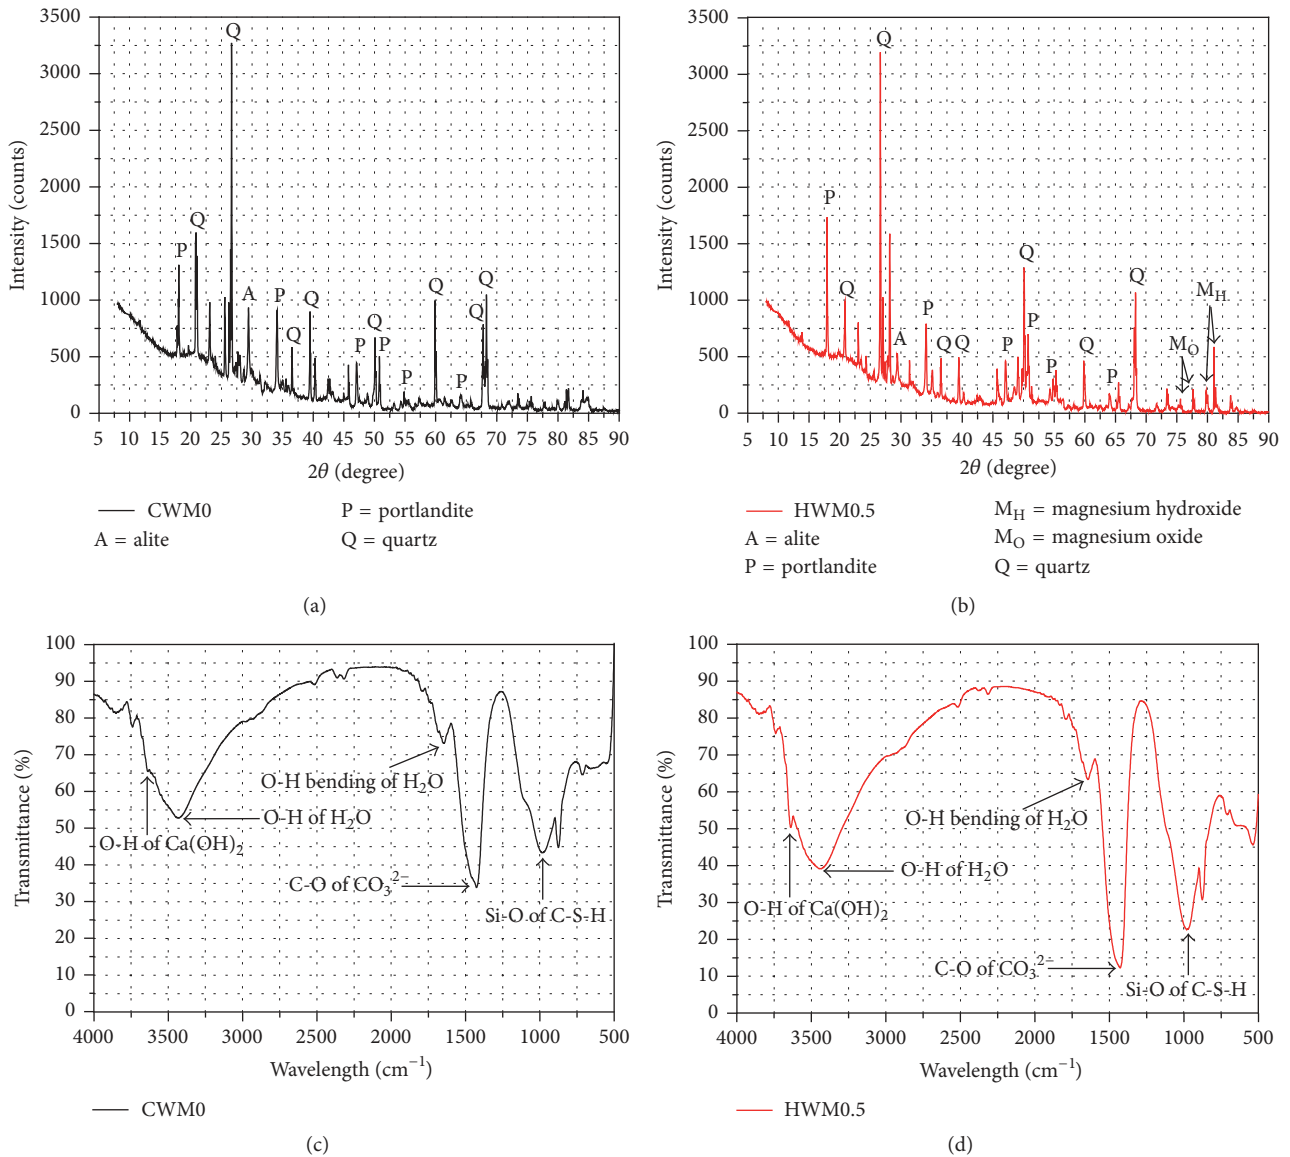 3500
3000
2500
2000
1500
1000
500
0
Intensity (counts)
Q
Q
P
A
P
Q
Q
P
Q
P
P
Q
P
Q
Q
5 10 15 20 25 30 35 40 45 50 55 60 65 70 75 80 85 90
2θ (degree)
CWM0
P = portlandite
A = alite
Q = quartz
(a)
3500
3000
2500
2000
1500
1000
500
0
Intensity (counts)
Q
P
Q
A
P
Q
Q
P
Q
P
P
Q
P
Q
M_O
M_H
5 10 15 20 25 30 35 40 45 50 55 60 65 70 75 80 85 90
2θ (degree)
HWM0.5
M_H = magnesium hydroxide
A = alite
M_O = magnesium oxide
P = portlandite
Q = quartz
(b)
100
90
80
70
60
50
40
30
20
10
0
Transmittance (%)
O-H bending of H₂O
O-H of H₂O
O-H of Ca(OH)₂
C-O of CO₃²⁻
Si-O of C-S-H
4000 3500 3000 2500 2000 1500 1000 500
Wavelength (cm⁻¹)
CWM0
(c)
100
90
80
70
60
50
40
30
20
10
0
Transmittance (%)
O-H bending of H₂O
O-H of H₂O
O-H of Ca(OH)₂
C-O of CO₃²⁻
Si-O of C-S-H
4000 3500 3000 2500 2000 1500 1000 500
Wavelength (cm⁻¹)
HWM0.5
(d)